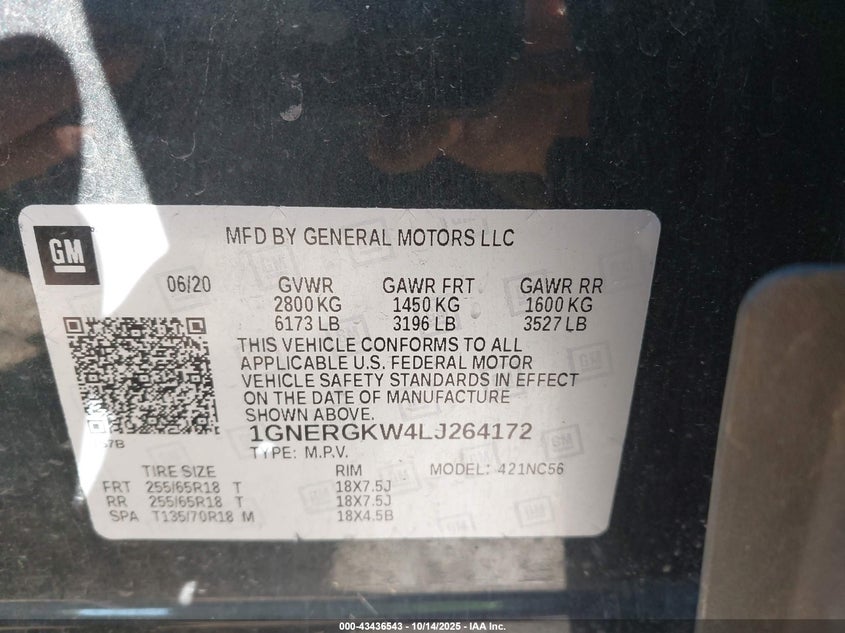 GM
MFD BY GENERAL MOTORS LLC
06/20 GVWR GAWR FRT GAWR RR
2800 KG 1450 KG 1600 KG
6173 LB 3196 LB 3527 LB
THIS VEHICLE CONFORMS TO ALL
APPLICABLE U.S. FEDERAL MOTOR
VEHICLE SAFETY STANDARDS IN EFFECT
ON THE DATE OF MANUFACTURE
SHOWN ABOVE.
1GNERGKW4LJ264172
TYPE: M.P.V. MODEL: 421NC56
TIRE SIZE RIM
FRT 255/65R18 T 18X7.5J
RR 255/65R18 T 18X7.5J
SPA T135/70R18 M 18X4.5B
000-43436543 - 10/14/2025 - IAA Inc.